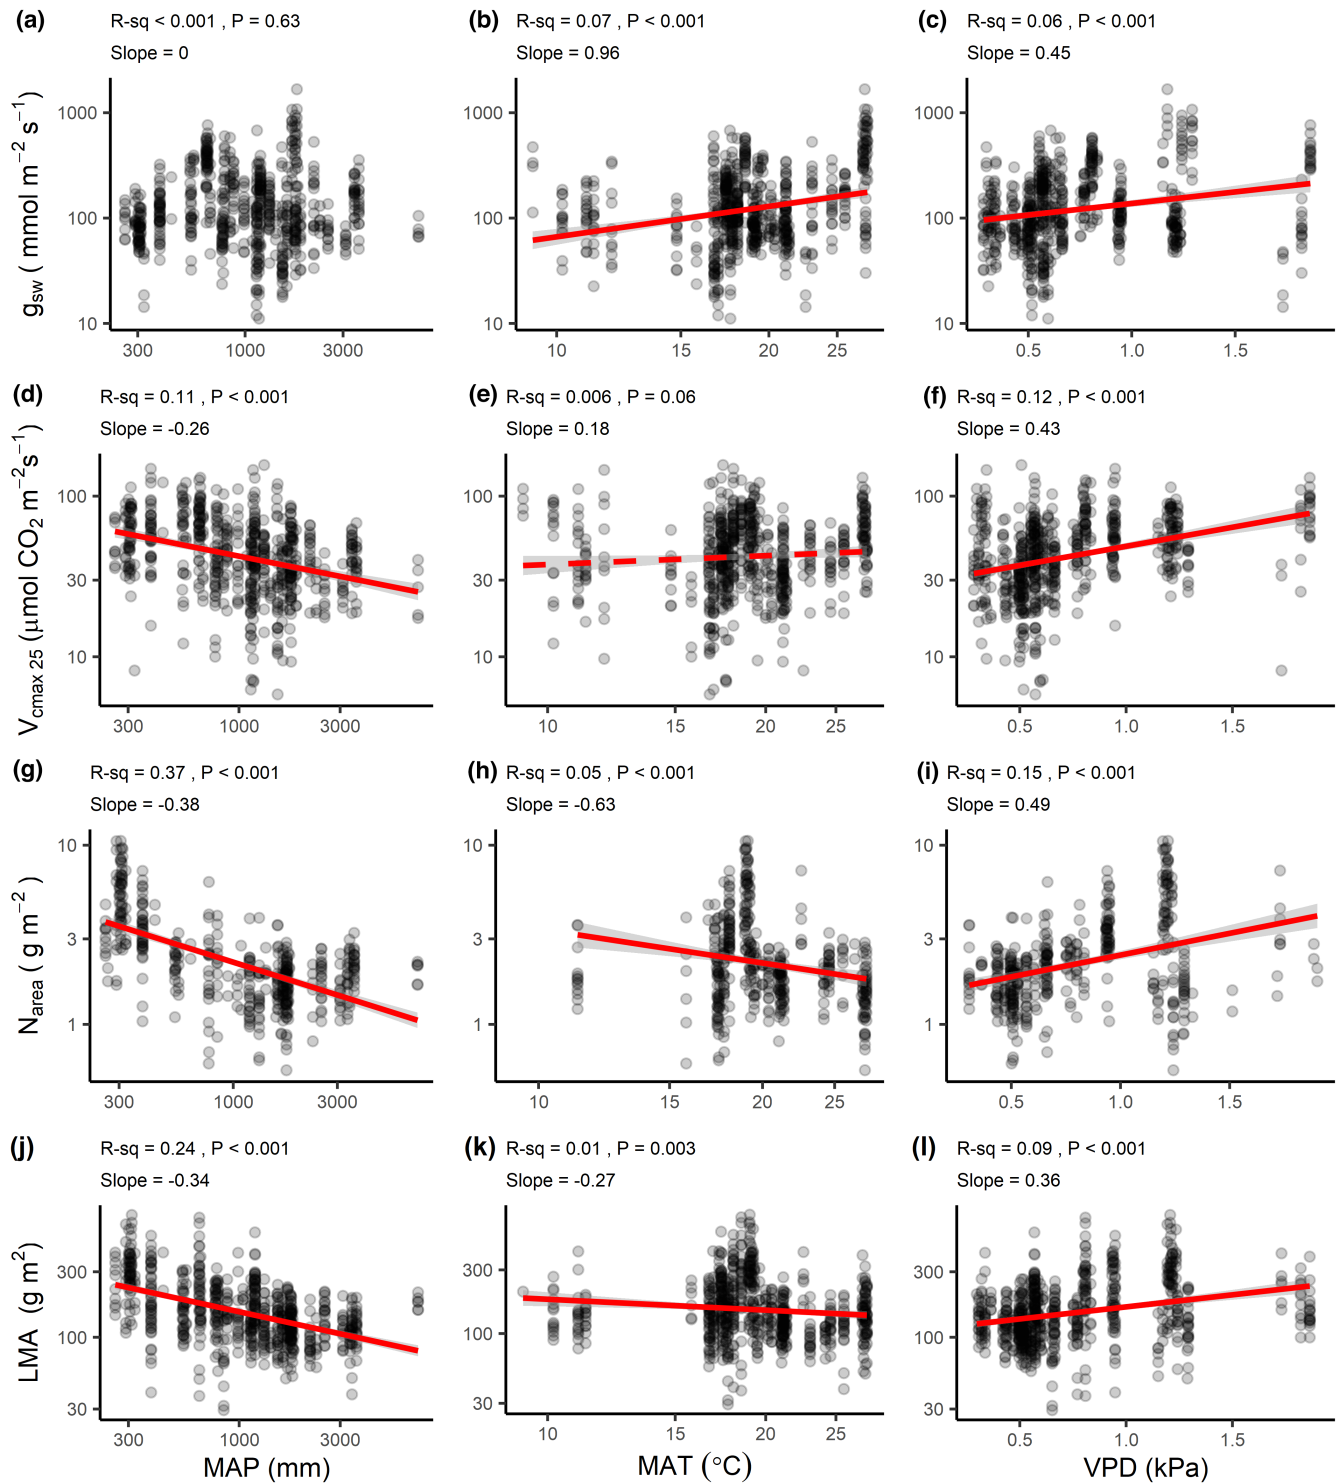 (a) R-sq < 0.001 , P = 0.63
Slope = 0
(b) R-sq = 0.07 , P < 0.001
Slope = 0.96
(c) R-sq = 0.06 , P < 0.001
Slope = 0.45
gsw ( mmol m−2 s−1 )
1000
100
10
300 1000 3000
1000
100
10
10 15 20 25
1000
100
10
0.5 1.0 1.5
(d) R-sq = 0.11 , P < 0.001
Slope = -0.26
(e) R-sq = 0.006 , P = 0.06
Slope = 0.18
(f) R-sq = 0.12 , P < 0.001
Slope = 0.43
Vcmax 25 (μmol CO2 m−2s−1)
100
30
10
300 1000 3000
100
30
10
10 15 20 25
100
30
10
0.5 1.0 1.5
(g) R-sq = 0.37 , P < 0.001
Slope = -0.38
(h) R-sq = 0.05 , P < 0.001
Slope = -0.63
(i) R-sq = 0.15 , P < 0.001
Slope = 0.49
Narea ( g m−2 )
10
3
1
300 1000 3000
10
3
1
10 15 20 25
10
3
1
0.5 1.0 1.5
(j) R-sq = 0.24 , P < 0.001
Slope = -0.34
(k) R-sq = 0.01 , P = 0.003
Slope = -0.27
(l) R-sq = 0.09 , P < 0.001
Slope = 0.36
LMA (g m2)
300
100
30
300 1000 3000
MAP (mm)
300
100
30
10 15 20 25
MAT (°C)
300
100
30
0.5 1.0 1.5
VPD (kPa)